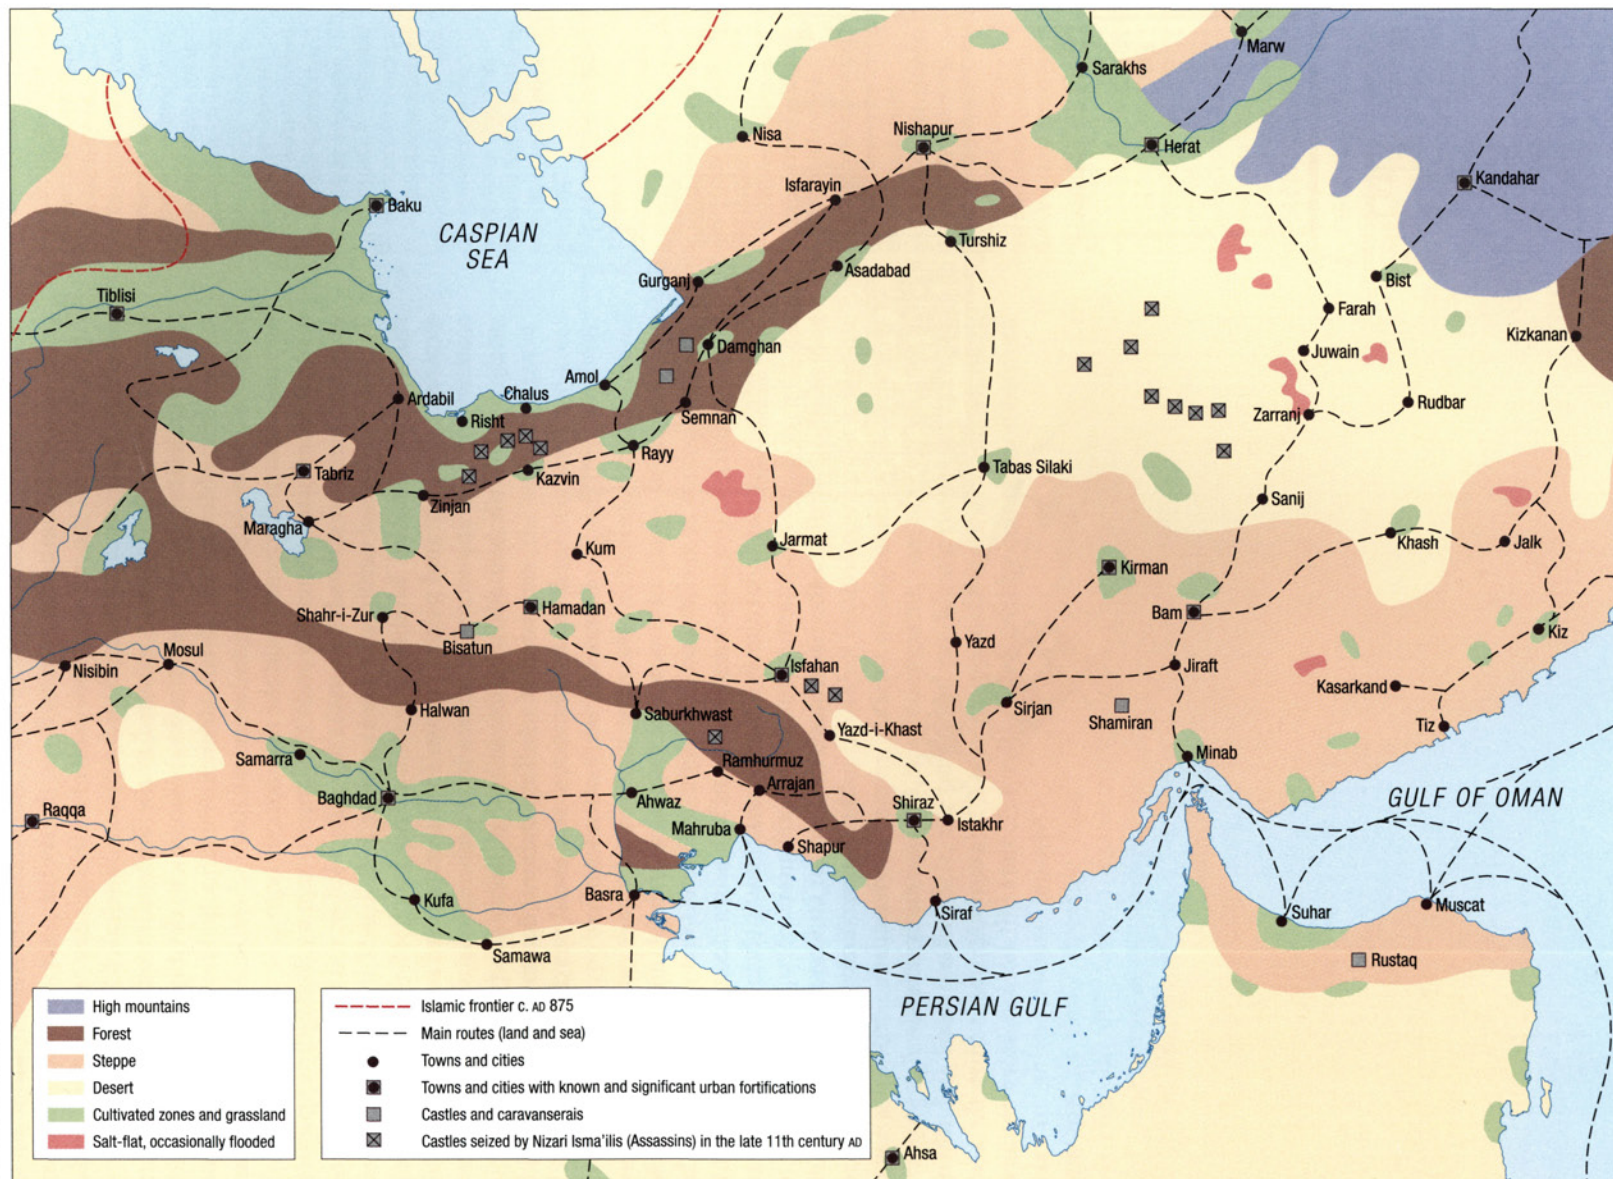 Marw
Sarakhs
Nisa
Nishapur
Herat
Kandahar
Isfarayin
Baku
CASPIAN
SEA
Turshiz
Asadabad
Gurganj
Bist
Tiblisi
Farah
Kizkanan
Damghan
Juwain
Amol
Ardabil
Chalus
Semnan
Rudbar
Risht
Zarranj
Rayy
Tabriz
Kazvin
Tabas Silaki
Zinjan
Sanij
Maragha
Jarmat
Khash
Jalk
Kum
Kirman
Shahr-i-Zur
Hamadan
Bam
Kiz
Bisatun
Yazd
Mosul
Nisibin
Isfahan
Jiraft
Kasarkand
Halwan
Saburkhwast
Sirjan
Shamiran
Tiz
Yazd-i-Khast
Samarra
Minab
Ramhurmuz
Arrajan
Baghdad
Ahwaz
GULF OF OMAN
Raqqa
Shiraz
Istakhr
Mahruba
Shapur
Kufa
Basra
Siraf
Suhar
Muscat
Samawa
Rustaq
PERSIAN GULF
High mountains
Forest
Steppe
Desert
Cultivated zones and grassland
Salt-flat, occasionally flooded
Islamic frontier c. AD 875
Main routes (land and sea)
Towns and cities
Towns and cities with known and significant urban fortifications
Castles and caravanserais
Castles seized by Nizari Isma'ilis (Assassins) in the late 11th century AD
Ahsa